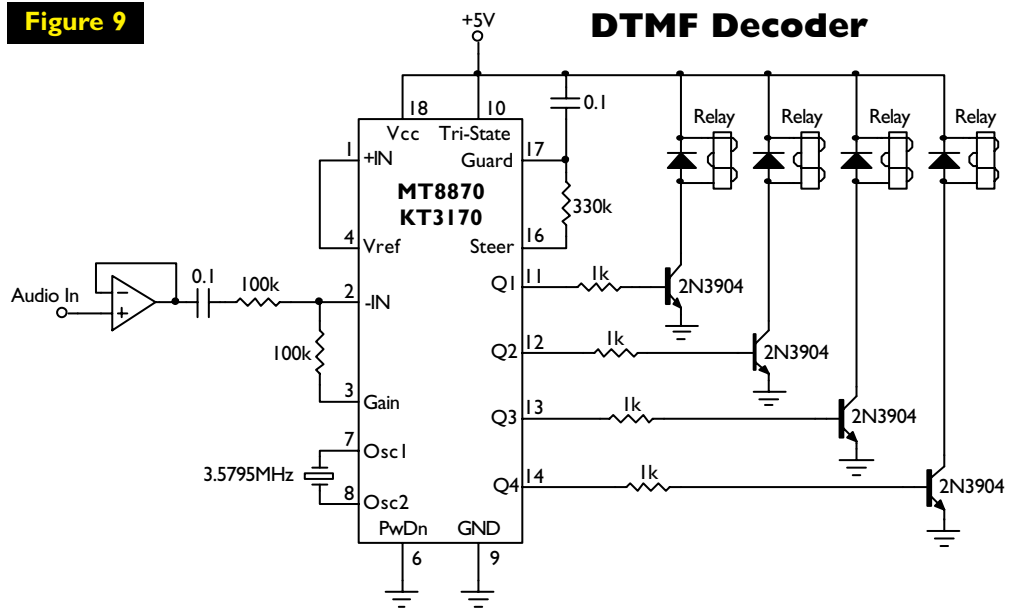 Figure 9
DTMF Decoder
+5V
18
10
0.1
Relay
Relay
Relay
Relay
Vcc
Tri-State
1
+IN
Guard
17
MT8870
KT3170
330k
4
Vref
Steer
16
Audio In
−
+
0.1
100k
2
-IN
Q1
11
1k
2N3904
100k
Q2
12
1k
2N3904
3
Gain
Q3
13
1k
2N3904
7
Osc1
3.5795MHz
Q4
14
1k
2N3904
8
Osc2
PwDn
GND
6
9